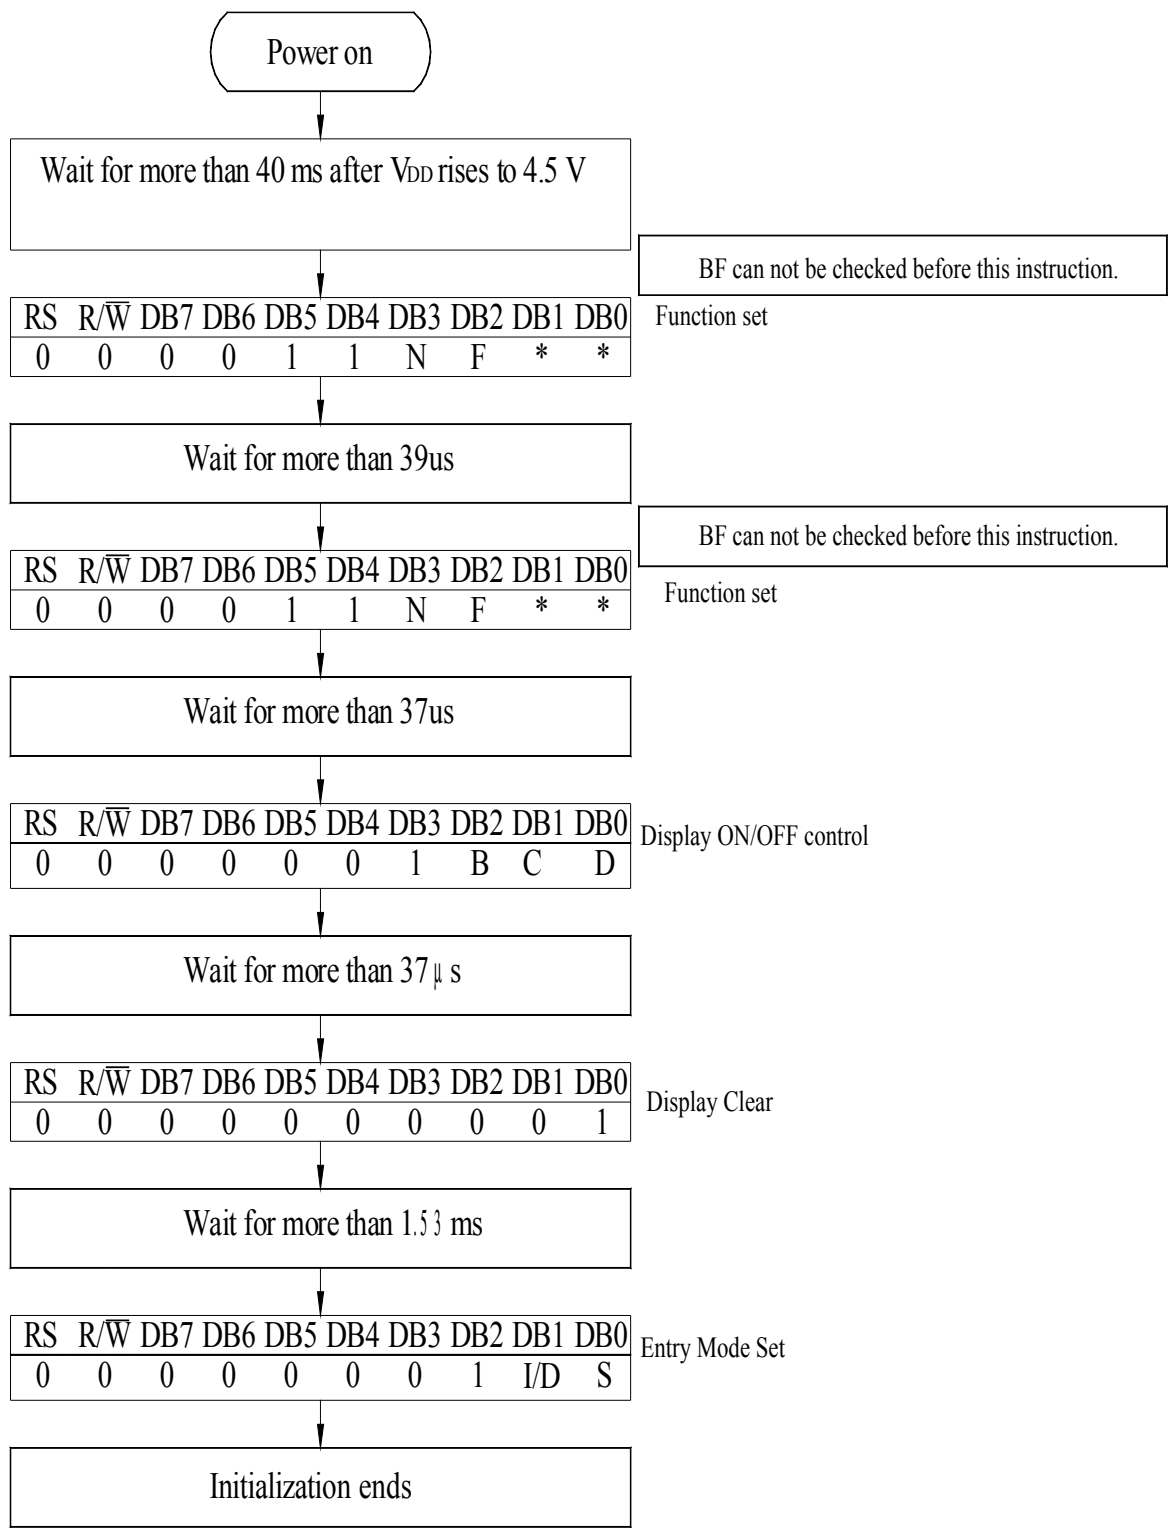 Power on
Wait for more than 40 ms after VDD rises to 4.5 V
BF can not be checked before this instruction.
RS R/W̅ DB7 DB6 DB5 DB4 DB3 DB2 DB1 DB0
Function set
0 0 0 0 1 1 N F * *
Wait for more than 39us
BF can not be checked before this instruction.
RS R/W̅ DB7 DB6 DB5 DB4 DB3 DB2 DB1 DB0
Function set
0 0 0 0 1 1 N F * *
Wait for more than 37us
RS R/W̅ DB7 DB6 DB5 DB4 DB3 DB2 DB1 DB0
Display ON/OFF control
0 0 0 0 0 0 1 B C D
Wait for more than 37μ s
RS R/W̅ DB7 DB6 DB5 DB4 DB3 DB2 DB1 DB0
Display Clear
0 0 0 0 0 0 0 0 0 1
Wait for more than 1.53 ms
RS R/W̅ DB7 DB6 DB5 DB4 DB3 DB2 DB1 DB0
Entry Mode Set
0 0 0 0 0 0 0 1 I/D S
Initialization ends